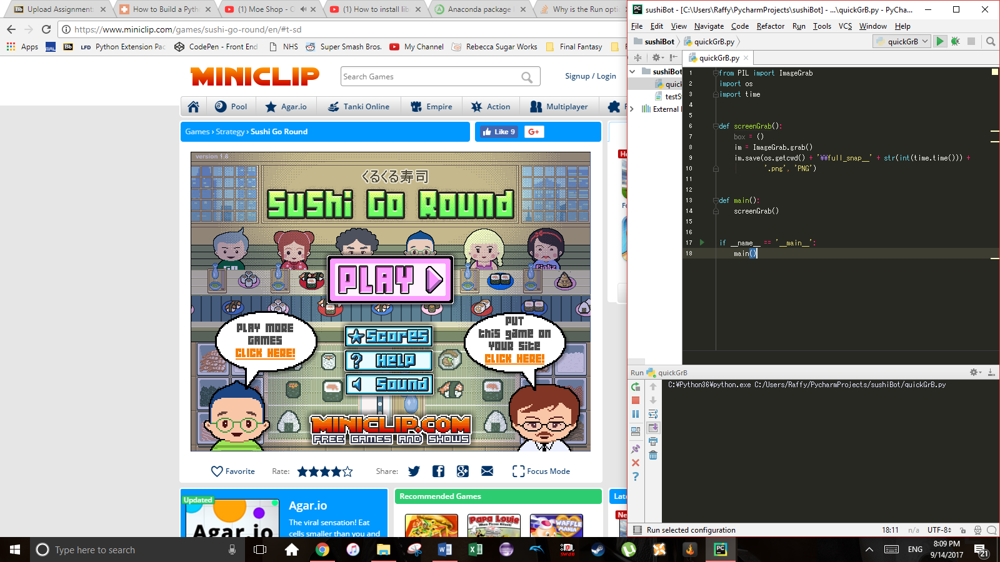 Upload Assignment:
How to Build a Pyth
(1) Moe Shop - C
(1) How to install lib
Anaconda package l
Why is the Run optio
https://www.miniclip.com/games/sushi-go-round/en/#t-sd
Apps
MAL
Bb
LFD Python Extension Pac
CodePen - Front End
NHS
Super Smash Bros.
My Channel
Rebecca Sugar Works
Final Fantasy
MINICLIP
Search Games
Signup / Login
Pool
Agar.io
Tanki Online
Empire
Action
Multiplayer
Games › Strategy › Sushi Go Round
Like 9
G+
version 1.8
くるくる寿司
SuShi Go Round
PLAY
PLAY MORE
GAMES
CLICK HERE!
PUT
this game on
YOUR SitE
CLICK HERE!
Scores
Help
Sound
MINICLIP.COM
FREE GAMES AND SHOWS
Favorite
Rate:
Share:
Focus Mode
Updated
Agar.io
Agar.io
The viral sensation! Eat
cells smaller than you and
Recommended Games
Papa Louie
When Pizzas Attack!
WAFFLE
MANIA
Late
Ne
sushiBot - [C:\Users\Raffy\PycharmProjects\sushiBot] - ...\quickGrB.py - PyCha...
File Edit View Navigate Code Refactor Run Tools VCS Window Help
sushiBot
quickGrB.py
quickGrB
quickGrB.py
sushiBot
quick
testS
External l
1 from PIL import ImageGrab
2 import os
3 import time
4
5
6 def screenGrab():
7 box = ()
8 im = ImageGrab.grab()
9 im.save(os.getcwd() + '¥¥full_snap__' + str(int(time.time())) +
10 '.png', 'PNG')
11
12
13 def main():
14 screenGrab()
15
16
17 if __name__ == '__main__':
18 main()
Run quickGrB
C:¥Python36¥python.exe C:/Users/Raffy/PycharmProjects/sushiBot/quickGrB.py
Run selected configuration
18:11 n/a UTF-8
Type here to search
ENG
8:09 PM
9/14/2017
21